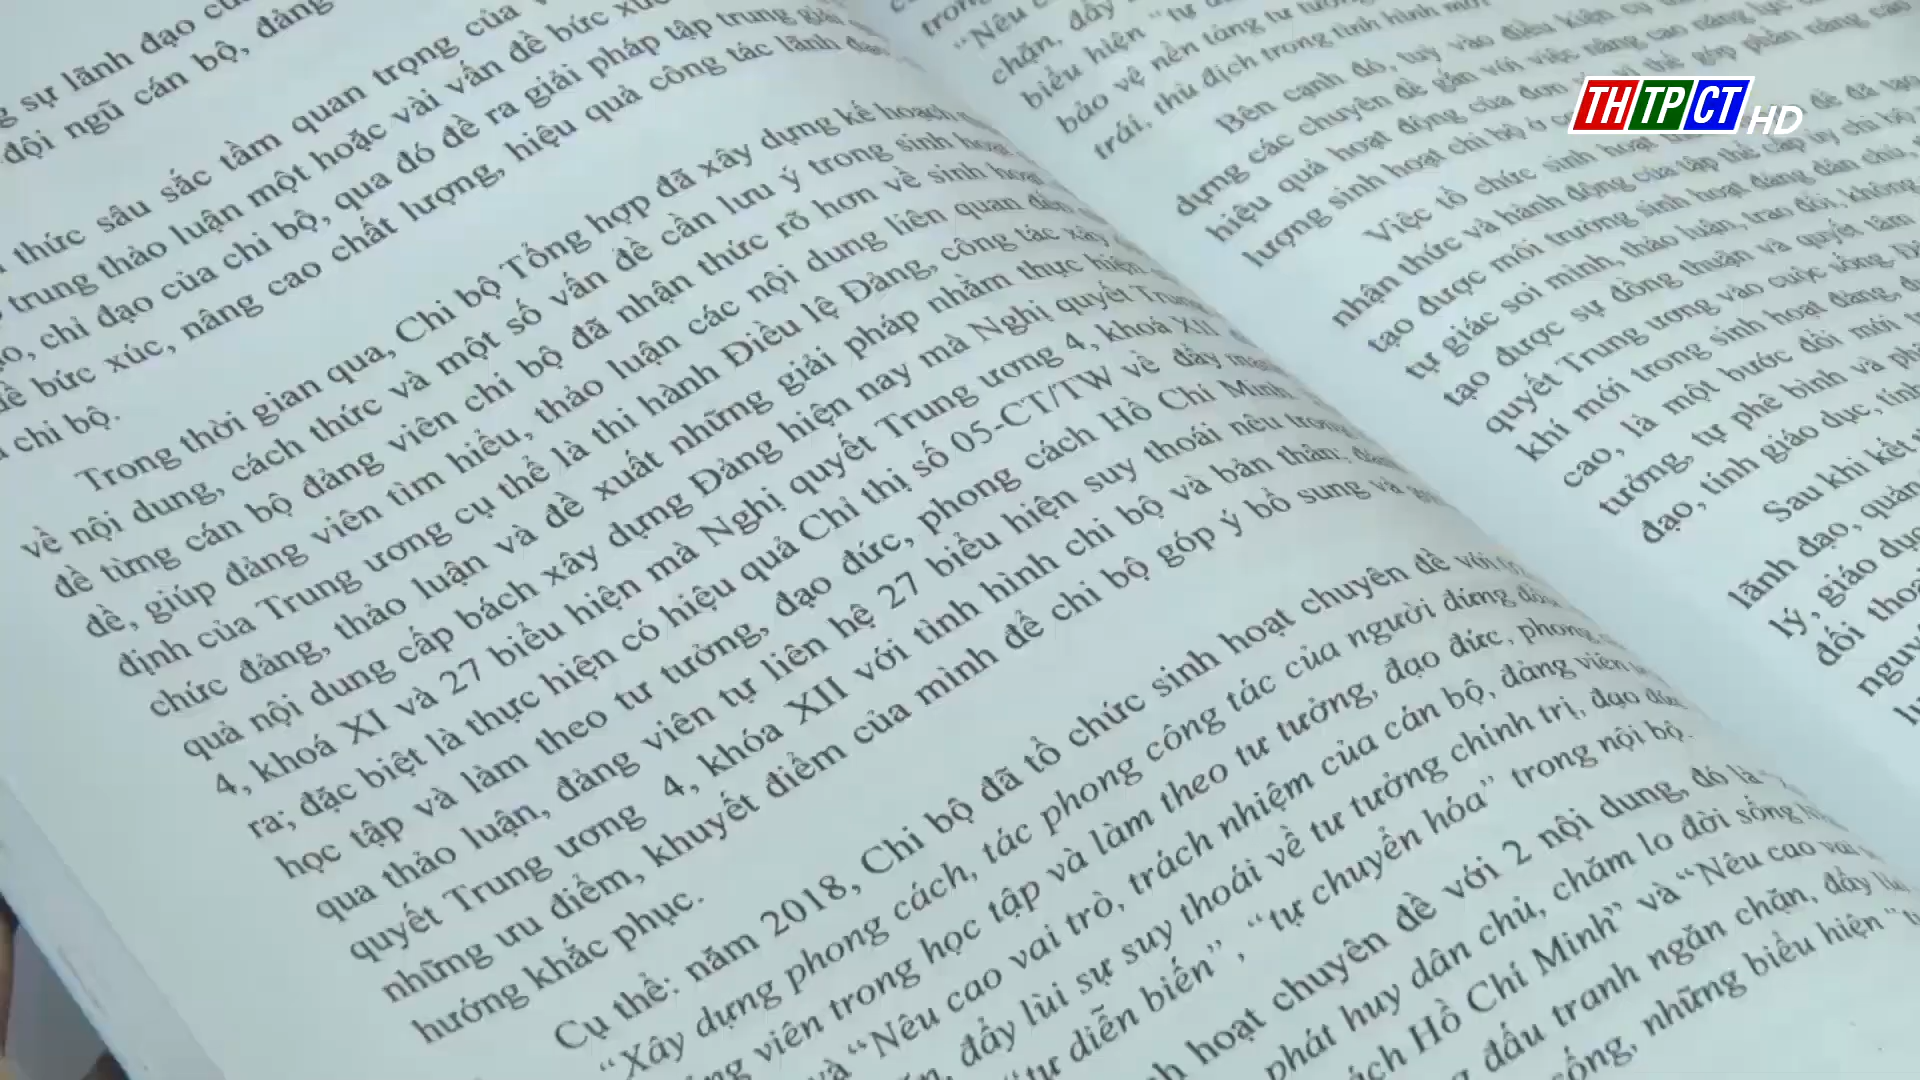 sự lãnh đạo của
đội ngũ cán bộ, đảng
thức sâu sắc tầm quan trọng của
trung thảo luận một hoặc vài vấn đề bức xúc
chỉ đạo của chi bộ, qua đó đề ra giải pháp tập trung giải
bức xúc, nâng cao chất lượng, hiệu quả công tác lãnh đạo
chi bộ.
Trong thời gian qua, Chi bộ Tổng hợp đã xây dựng kế hoạch
về nội dung, cách thức và một số vấn đề cần lưu ý trong sinh hoạt
đề từng cán bộ đảng viên chi bộ đã nhận thức rõ hơn về sinh hoạt
đề, giúp đảng viên tìm hiểu, thảo luận các nội dung liên quan đến
định của Trung ương cụ thể là thi hành Điều lệ Đảng, công tác xây
chức đảng, thảo luận và đề xuất những giải pháp nhằm thực hiện
quả nội dung cấp bách xây dựng Đảng hiện nay mà Nghị quyết Trung
4, khoá XI và 27 biểu hiện mà Nghị quyết Trung ương 4, khoá XII
ra; đặc biệt là thực hiện có hiệu quả Chỉ thị số 05-CT/TW về đẩy mạnh
học tập và làm theo tư tưởng, đạo đức, phong cách Hồ Chí Minh.
qua thảo luận, đảng viên tự liên hệ 27 biểu hiện suy thoái nêu trong
quyết Trung ương 4, khóa XII với tình hình chi bộ và bản thân;
những ưu điểm, khuyết điểm của mình để chi bộ góp ý bổ sung và
hướng khắc phục.
Cụ thể: năm 2018, Chi bộ đã tổ chức sinh hoạt chuyên đề với
“Xây dựng phong cách, tác phong công tác của người đứng
viên trong học tập và làm theo tư tưởng, đạo đức, phong
và “Nêu cao vai trò, trách nhiệm của cán bộ, đảng viên
đẩy lùi sự suy thoái về tư tưởng chính trị, đạo đức
“tự diễn biến”, “tự chuyển hóa” trong nội bộ.
hoạt chuyên đề với 2 nội dung, đó là
phát huy dân chủ, chăm lo đời sống
Hồ Chí Minh” và “Nêu cao vai
đấu tranh ngăn chặn, đẩy lùi
sống, những biểu hiện
“Nêu
chặn, đẩy
biểu hiện “tự
bảo vệ nền tảng tư tưởng
trái, thù địch trong tình hình mới
Bên cạnh đó, tuỳ vào điều kiện cụ
dựng các chuyên đề gắn với việc nâng cao năng lực
hiệu quả hoạt động của đơn thể góp phần nâng cao
lượng sinh hoạt chi bộ ở
Việc tổ chức sinh hoạt đề đã tạo
nhận thức và hành động của tập thể cấp ủy chi bộ
tạo được môi trường sinh hoạt đảng dân chủ,
tự giác soi mình, thảo luận, trao đổi, không
tạo được sự đồng thuận và quyết tâm
quyết Trung ương vào cuộc sống.
khí mới trong sinh hoạt đảng,
cao, là một bước đổi mới
tưởng, tự phê bình và
đạo, tính giáo dục, tính
Sau khi kết
lãnh đạo, quản
lý, giáo dục
đối thoại
THTPCT HD